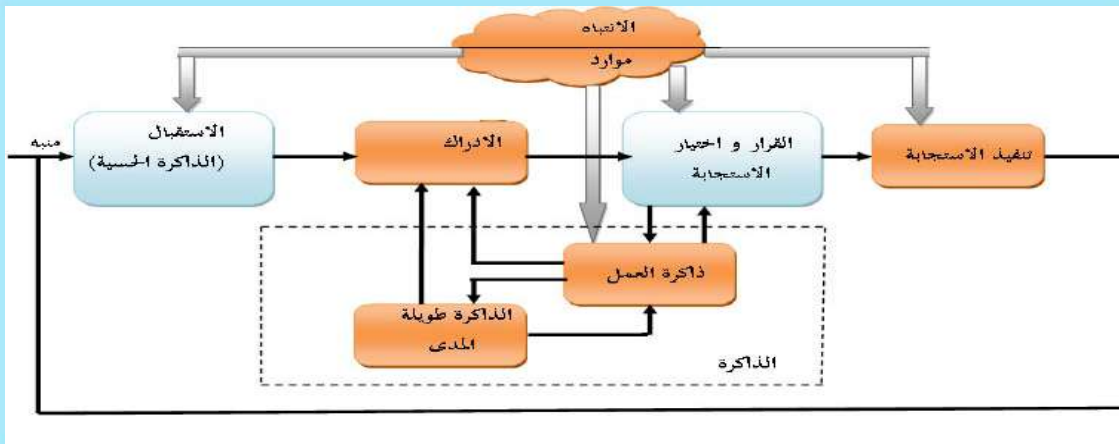 الانتباه
موارد
منبه
الاستقبال
(الذاكرة الحسية)
الادراك
القرار و اختيار
الاستجابة
تنفيذ الاستجابة
ذاكرة العمل
الذاكرة طويلة
المدى
الذاكرة